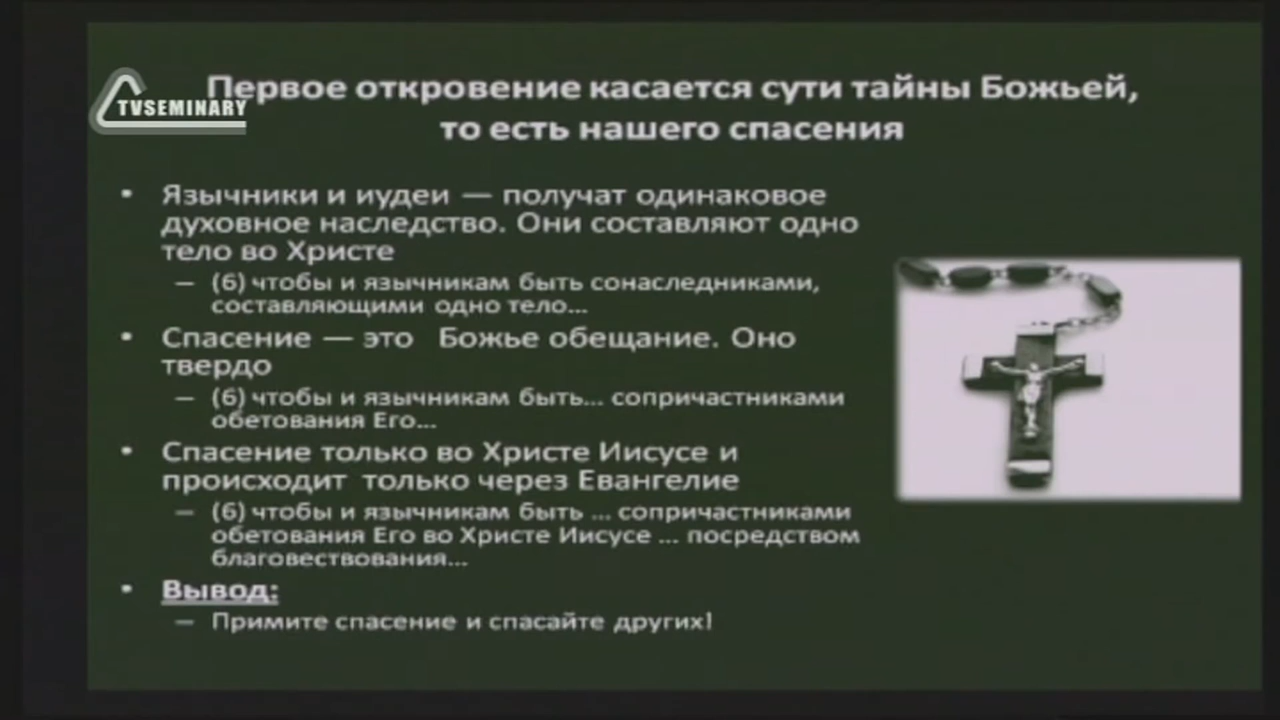 TVSEMINARY
Первое откровение касается сути тайны Божьей,
то есть нашего спасения
• Язычники и иудеи — получат одинаковое
духовное наследство. Они составляют одно
тело во Христе
– (6) чтобы и язычникам быть сонаследниками,
составляющими одно тело...
• Спасение — это Божье обещание. Оно
твердо
– (6) чтобы и язычникам быть... сопричастниками
обетования Его...
• Спасение только во Христе Иисусе и
происходит только через Евангелие
– (6) чтобы и язычникам быть ... сопричастниками
обетования Его во Христе Иисусе ... посредством
благовествования...
• Вывод:
– Примите спасение и спасайте других!